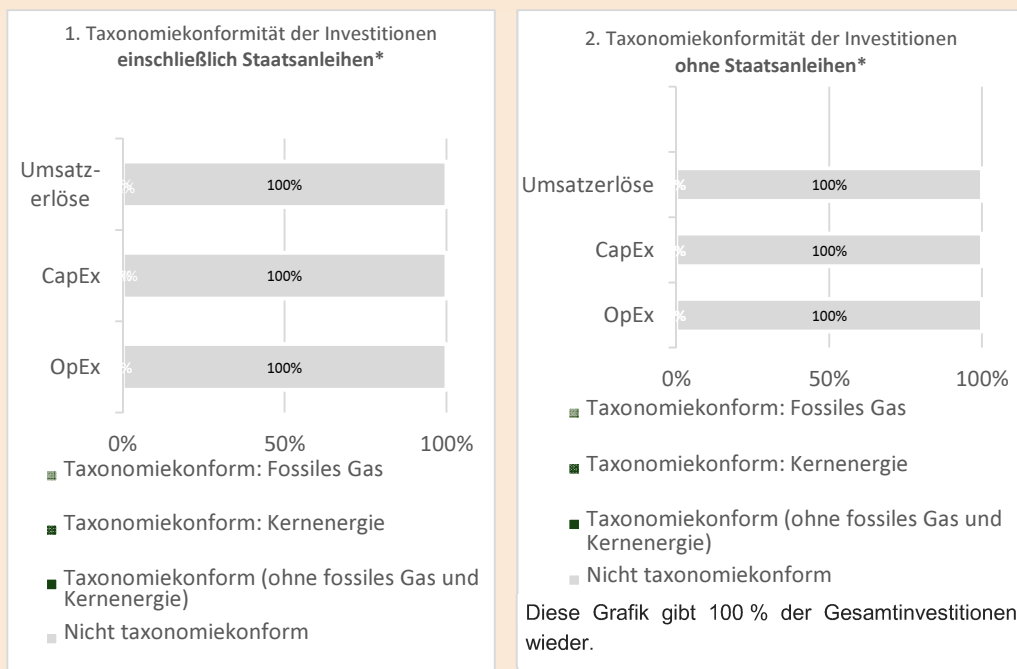 1. Taxonomiekonformität der Investitionen
einschließlich Staatsanleihen*
Umsatz-
erlöse
100%
CapEx
100%
OpEx
100%
0% 50% 100%
Taxonomiekonform: Fossiles Gas
Taxonomiekonform: Kernenergie
Taxonomiekonform (ohne fossiles Gas und
Kernenergie)
Nicht taxonomiekonform
2. Taxonomiekonformität der Investitionen
ohne Staatsanleihen*
Umsatzerlöse
100%
CapEx
100%
OpEx
100%
0% 50% 100%
Taxonomiekonform: Fossiles Gas
Taxonomiekonform: Kernenergie
Taxonomiekonform (ohne fossiles Gas und
Kernenergie)
Nicht taxonomiekonform
Diese Grafik gibt 100 % der Gesamtinvestitionen
wieder.